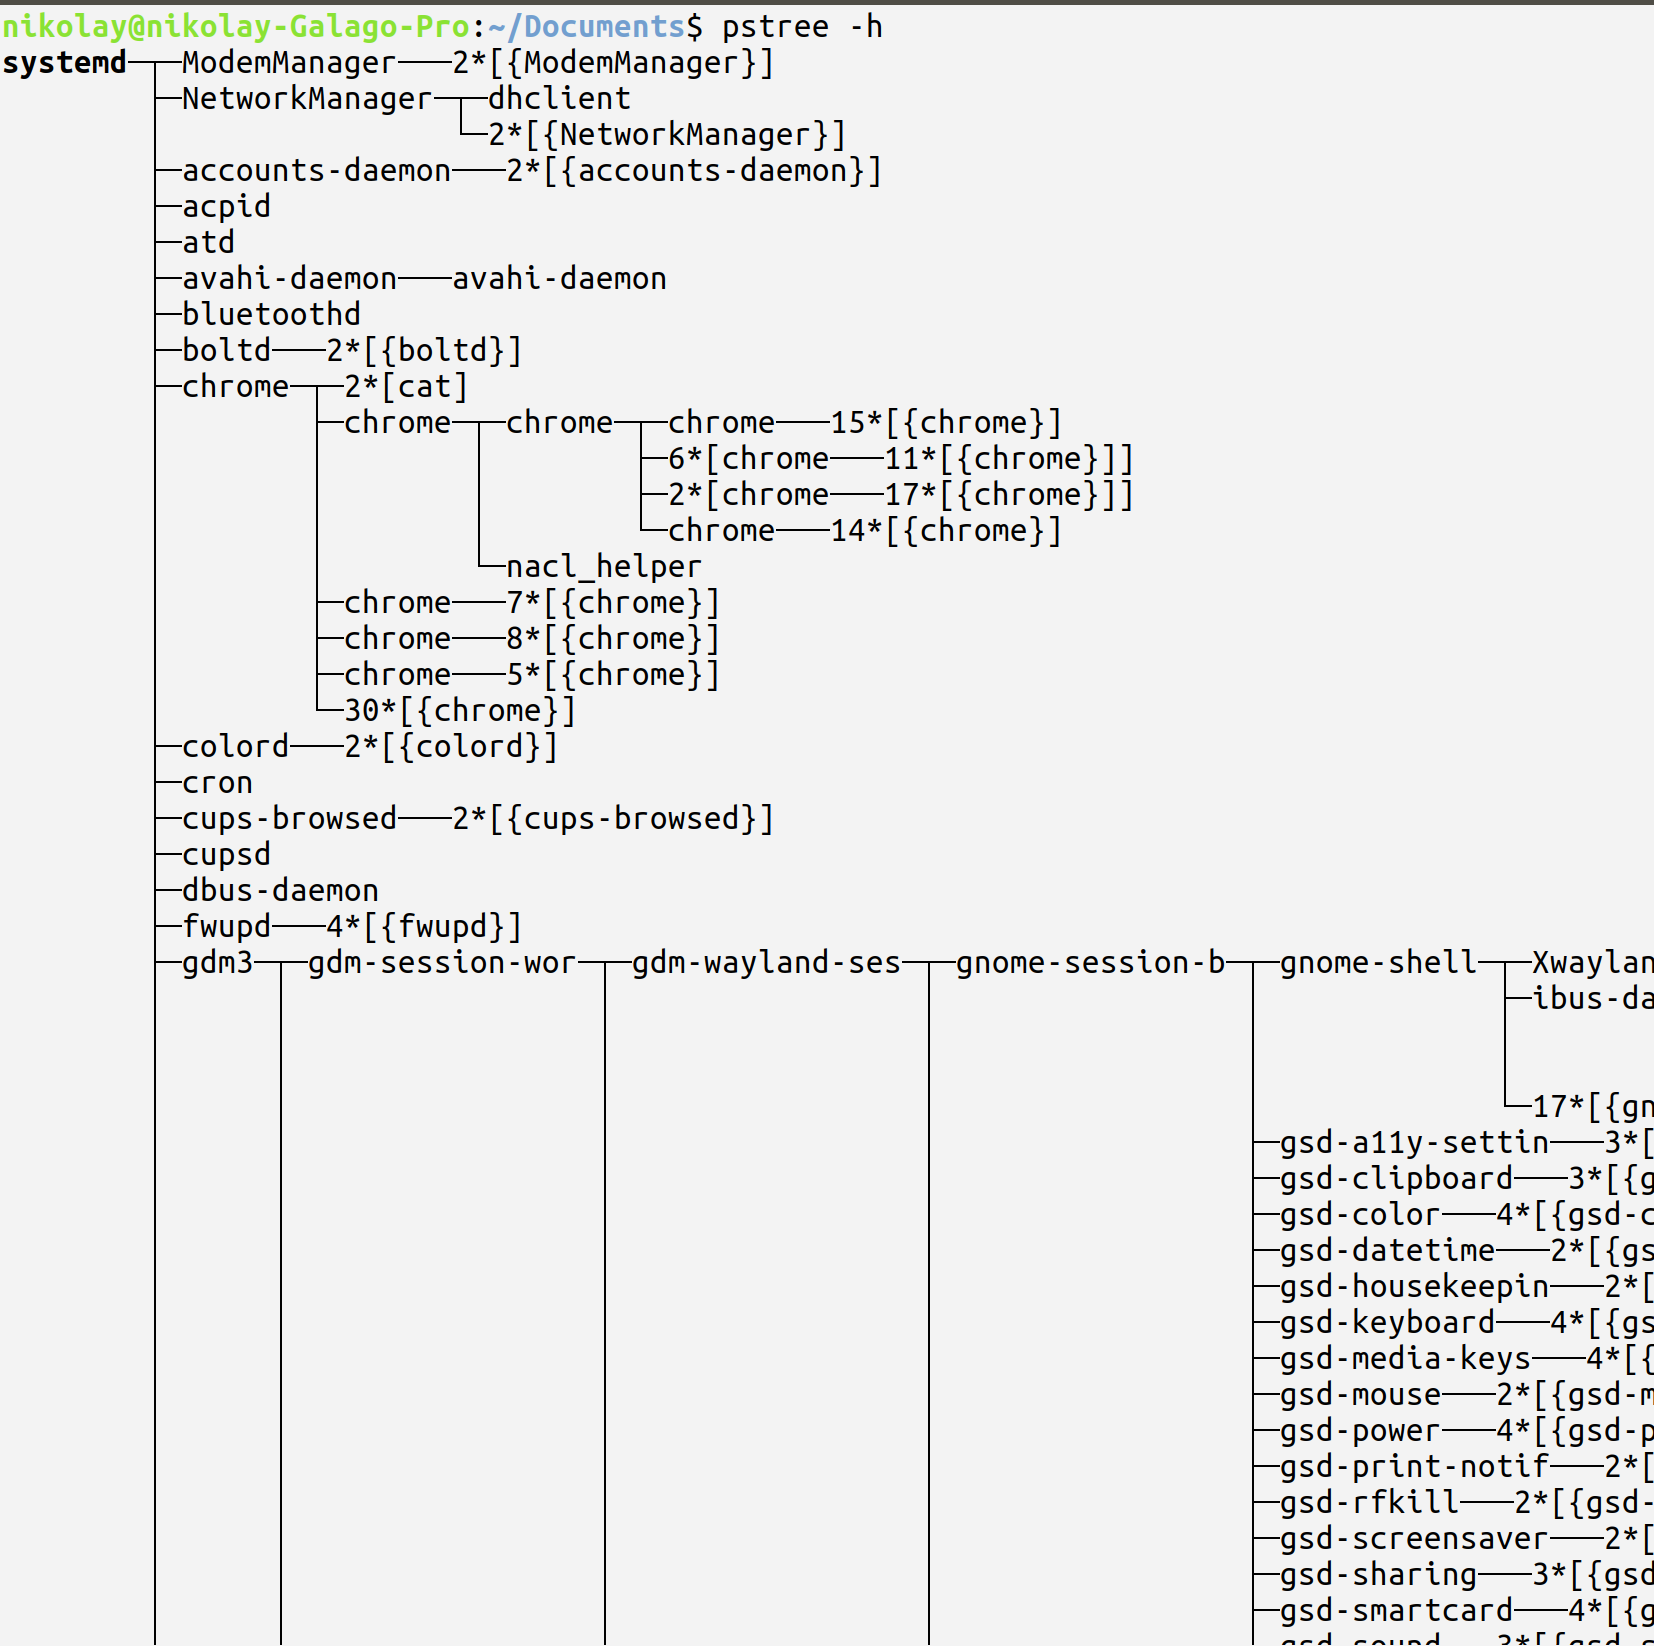 nikolay@nikolay-Galago-Pro:~/Documents$ pstree -h
systemd─┬─ModemManager───2*[{ModemManager}]
        ├─NetworkManager─┬─dhclient
        │                └─2*[{NetworkManager}]
        ├─accounts-daemon───2*[{accounts-daemon}]
        ├─acpid
        ├─atd
        ├─avahi-daemon───avahi-daemon
        ├─bluetoothd
        ├─boltd───2*[{boltd}]
        ├─chrome─┬─2*[cat]
        │        ├─chrome─┬─chrome─┬─chrome───15*[{chrome}]
        │        │        │        ├─6*[chrome───11*[{chrome}]]
        │        │        │        ├─2*[chrome───17*[{chrome}]]
        │        │        │        └─chrome───14*[{chrome}]
        │        │        └─nacl_helper
        │        ├─chrome───7*[{chrome}]
        │        ├─chrome───8*[{chrome}]
        │        ├─chrome───5*[{chrome}]
        │        └─30*[{chrome}]
        ├─colord───2*[{colord}]
        ├─cron
        ├─cups-browsed───2*[{cups-browsed}]
        ├─cupsd
        ├─dbus-daemon
        ├─fwupd───4*[{fwupd}]
        ├─gdm3─┬─gdm-session-wor─┬─gdm-wayland-ses─┬─gnome-session-b─┬─gnome-shell─┬─Xwaylan
        │      │                 │                 │                 │             ├─ibus-da
        │      │                 │                 │                 │             └─17*[{gn
        │      │                 │                 │                 ├─gsd-a11y-settin───3*[
        │      │                 │                 │                 ├─gsd-clipboard───3*[{g
        │      │                 │                 │                 ├─gsd-color───4*[{gsd-c
        │      │                 │                 │                 ├─gsd-datetime───2*[{gs
        │      │                 │                 │                 ├─gsd-housekeepin───2*[
        │      │                 │                 │                 ├─gsd-keyboard───4*[{gs
        │      │                 │                 │                 ├─gsd-media-keys───4*[{
        │      │                 │                 │                 ├─gsd-mouse───2*[{gsd-m
        │      │                 │                 │                 ├─gsd-power───4*[{gsd-p
        │      │                 │                 │                 ├─gsd-print-notif───2*[
        │      │                 │                 │                 ├─gsd-rfkill───2*[{gsd-
        │      │                 │                 │                 ├─gsd-screensaver───2*[
        │      │                 │                 │                 ├─gsd-sharing───3*[{gsd
        │      │                 │                 │                 ├─gsd-smartcard───4*[{g